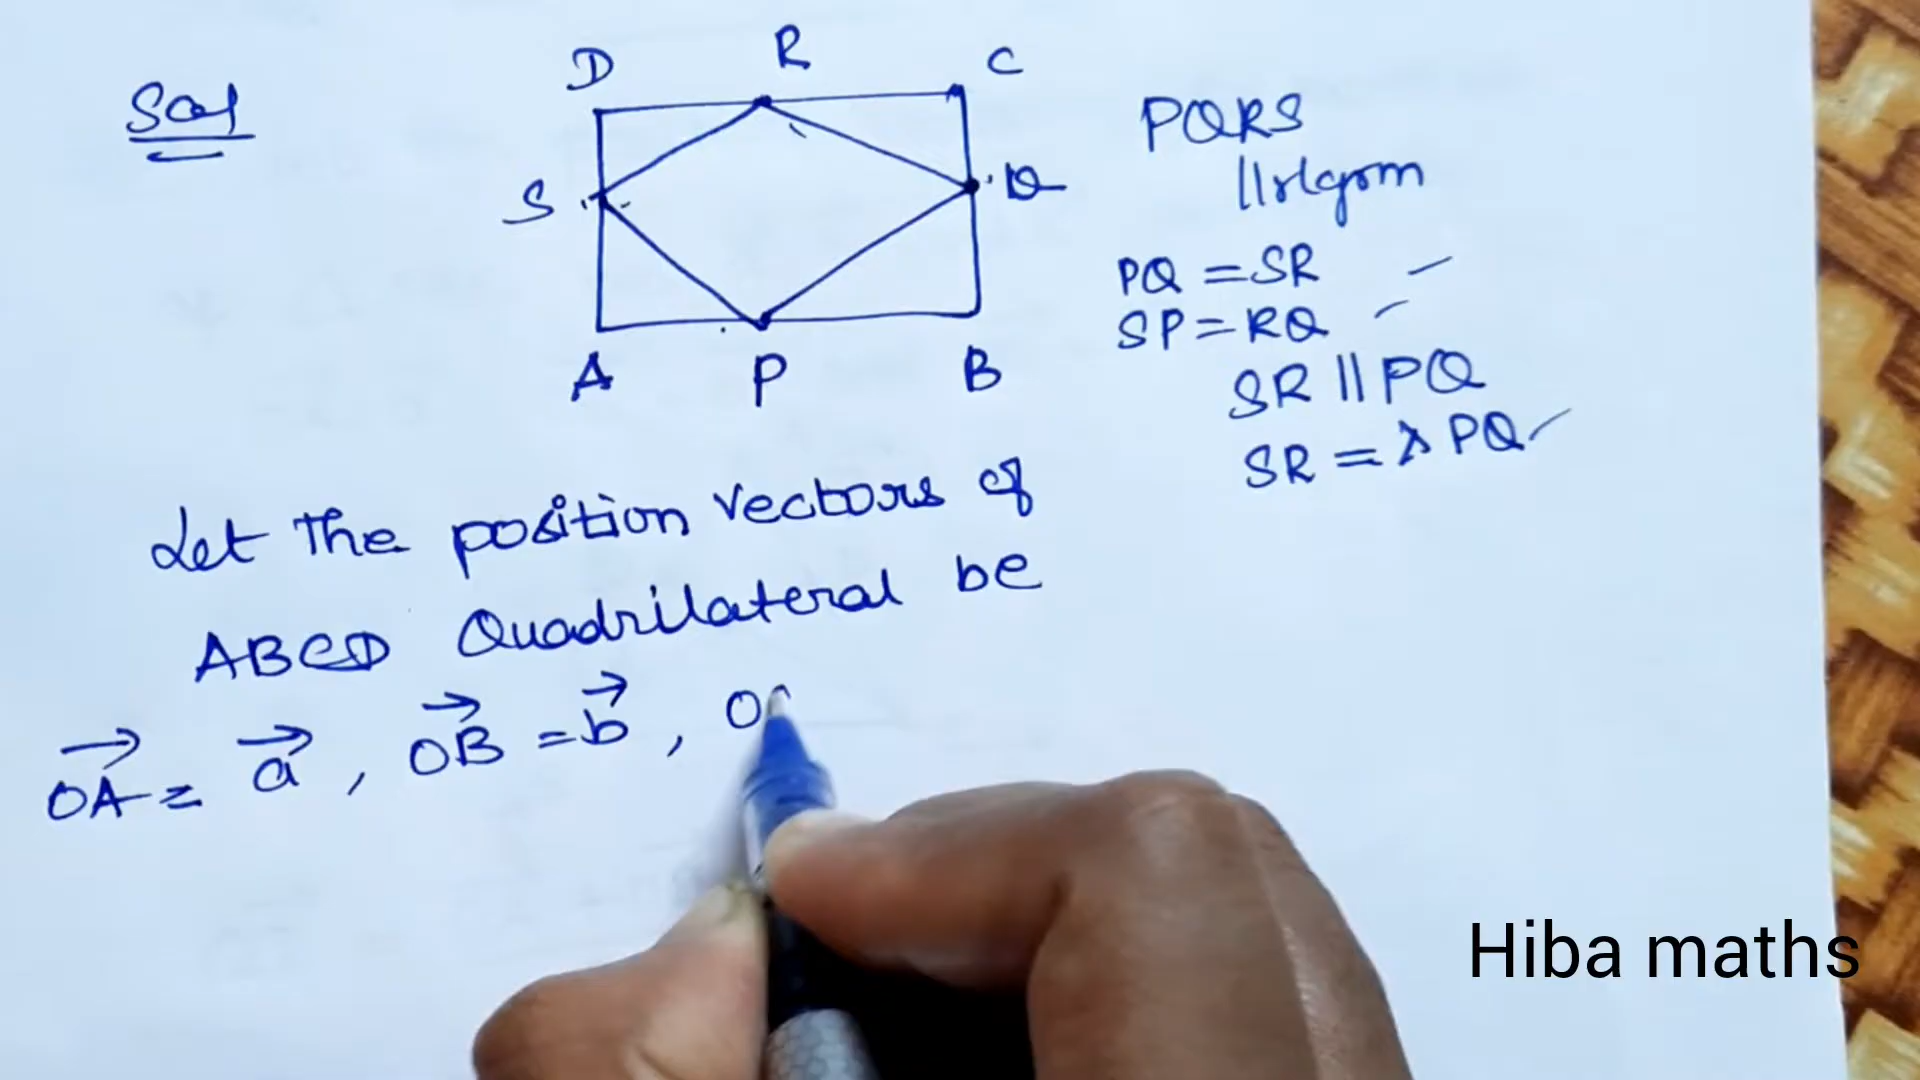 Sol
D R C
S Q
A P B
PQRS
||rlgrm
PQ = SR
SP = RQ
SR || PQ
SR = λ PQ
Let The position vectors of
ABCD Quadrilateral be
OA = a , OB = b , O
Hiba maths